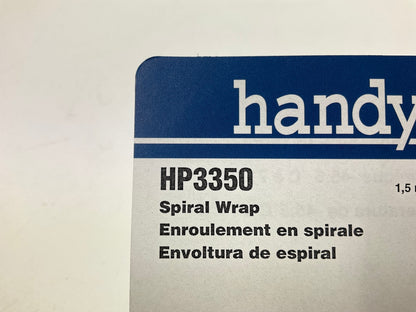 handy
HP3350
1,5
Spiral Wrap
Enroulement en spirale
Envoltura de espiral